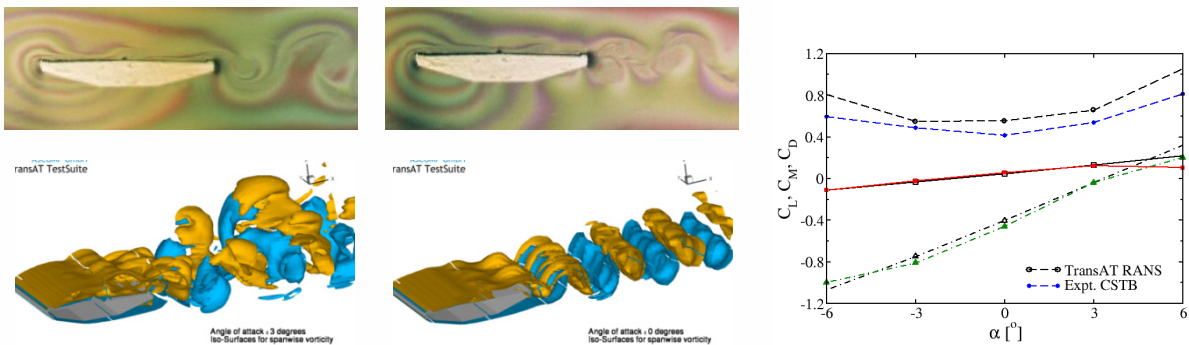 TransAT TestSuite
Angle of attack : 3 degrees
Iso-Surfaces for spanwise vorticity
TransAT TestSuite
Angle of attack : 0 degrees
Iso-Surfaces for spanwise vorticity
1.2
0.8
0.4
0
-0.4
-0.8
-1.2
C_L, C_M, C_D
TransAT RANS
Expt. CSTB
-6
-3
0
3
6
α [°]